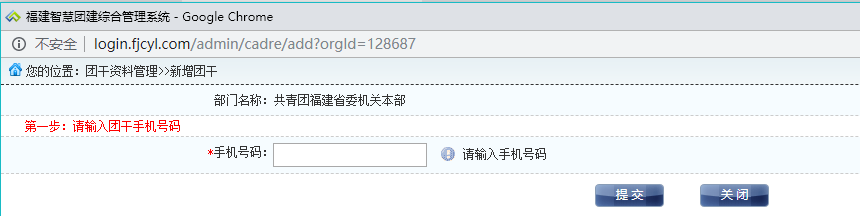 福建智慧团建综合管理系统 - Google Chrome
不安全 | login.fjcyl.com/admin/cadre/add?orgId=128687
您的位置：团干资料管理>>新增团干
部门名称：共青团福建省委机关本部
第一步：请输入团干手机号码
*手机号码： 请输入手机号码
提 交 关 闭